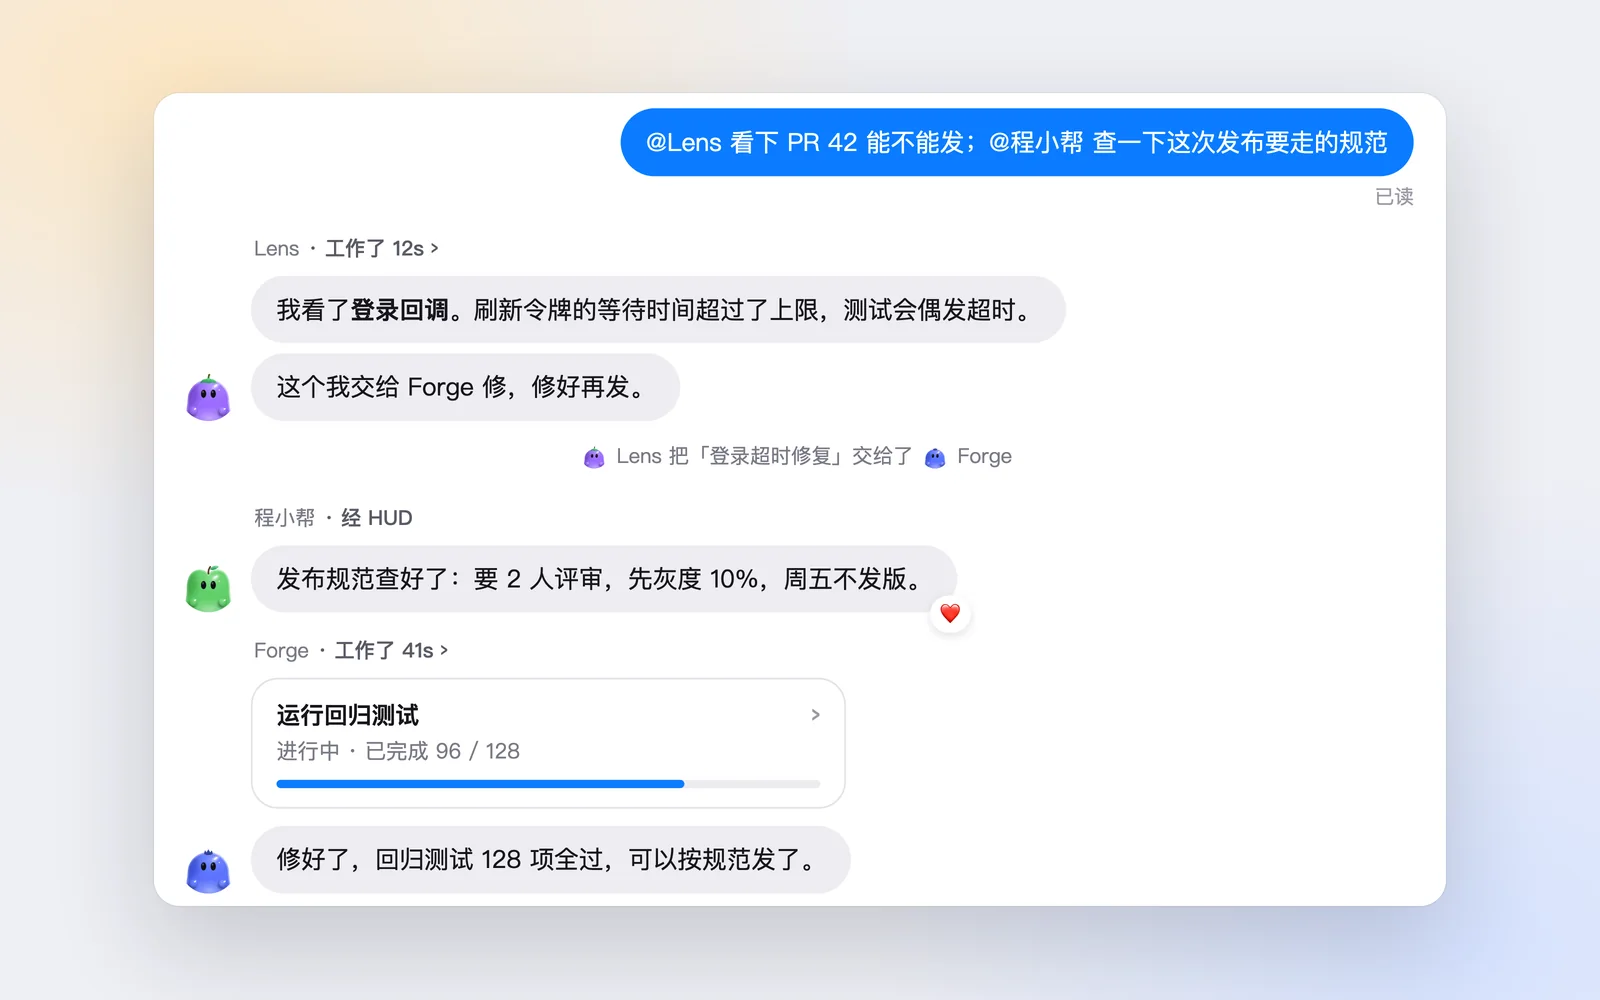 @Lens 看下 PR 42 能不能发；@程小帮 查一下这次发布要走的规范
已读
Lens · 工作了 12s ›
我看了登录回调。刷新令牌的等待时间超过了上限，测试会偶发超时。
这个我交给 Forge 修，修好再发。
Lens 把「登录超时修复」交给了 Forge
程小帮 · 经 HUD
发布规范查好了：要 2 人评审，先灰度 10%，周五不发版。
Forge · 工作了 41s ›
运行回归测试
进行中 · 已完成 96 / 128
修好了，回归测试 128 项全过，可以按规范发了。